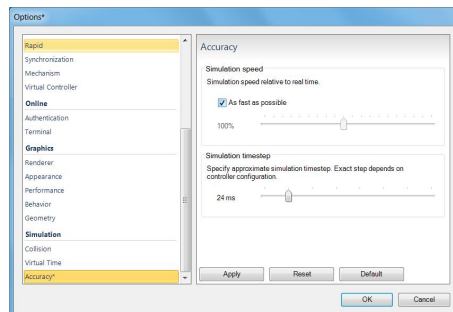 Options*
Rapid
Synchronization
Mechanism
Virtual Controller
Online
Authentication
Terminal
Graphics
Renderer
Appearance
Performance
Behavior
Geometry
Simulation
Collision
Virtual Time
Accuracy*
Accuracy
Simulation speed
Simulation speed relative to real time.
As fast as possible
100%
Simulation timestep
Specify approximate simulation timestep. Exact step depends on
controller configuration.
24 ms
Apply Reset Default
OK Cancel